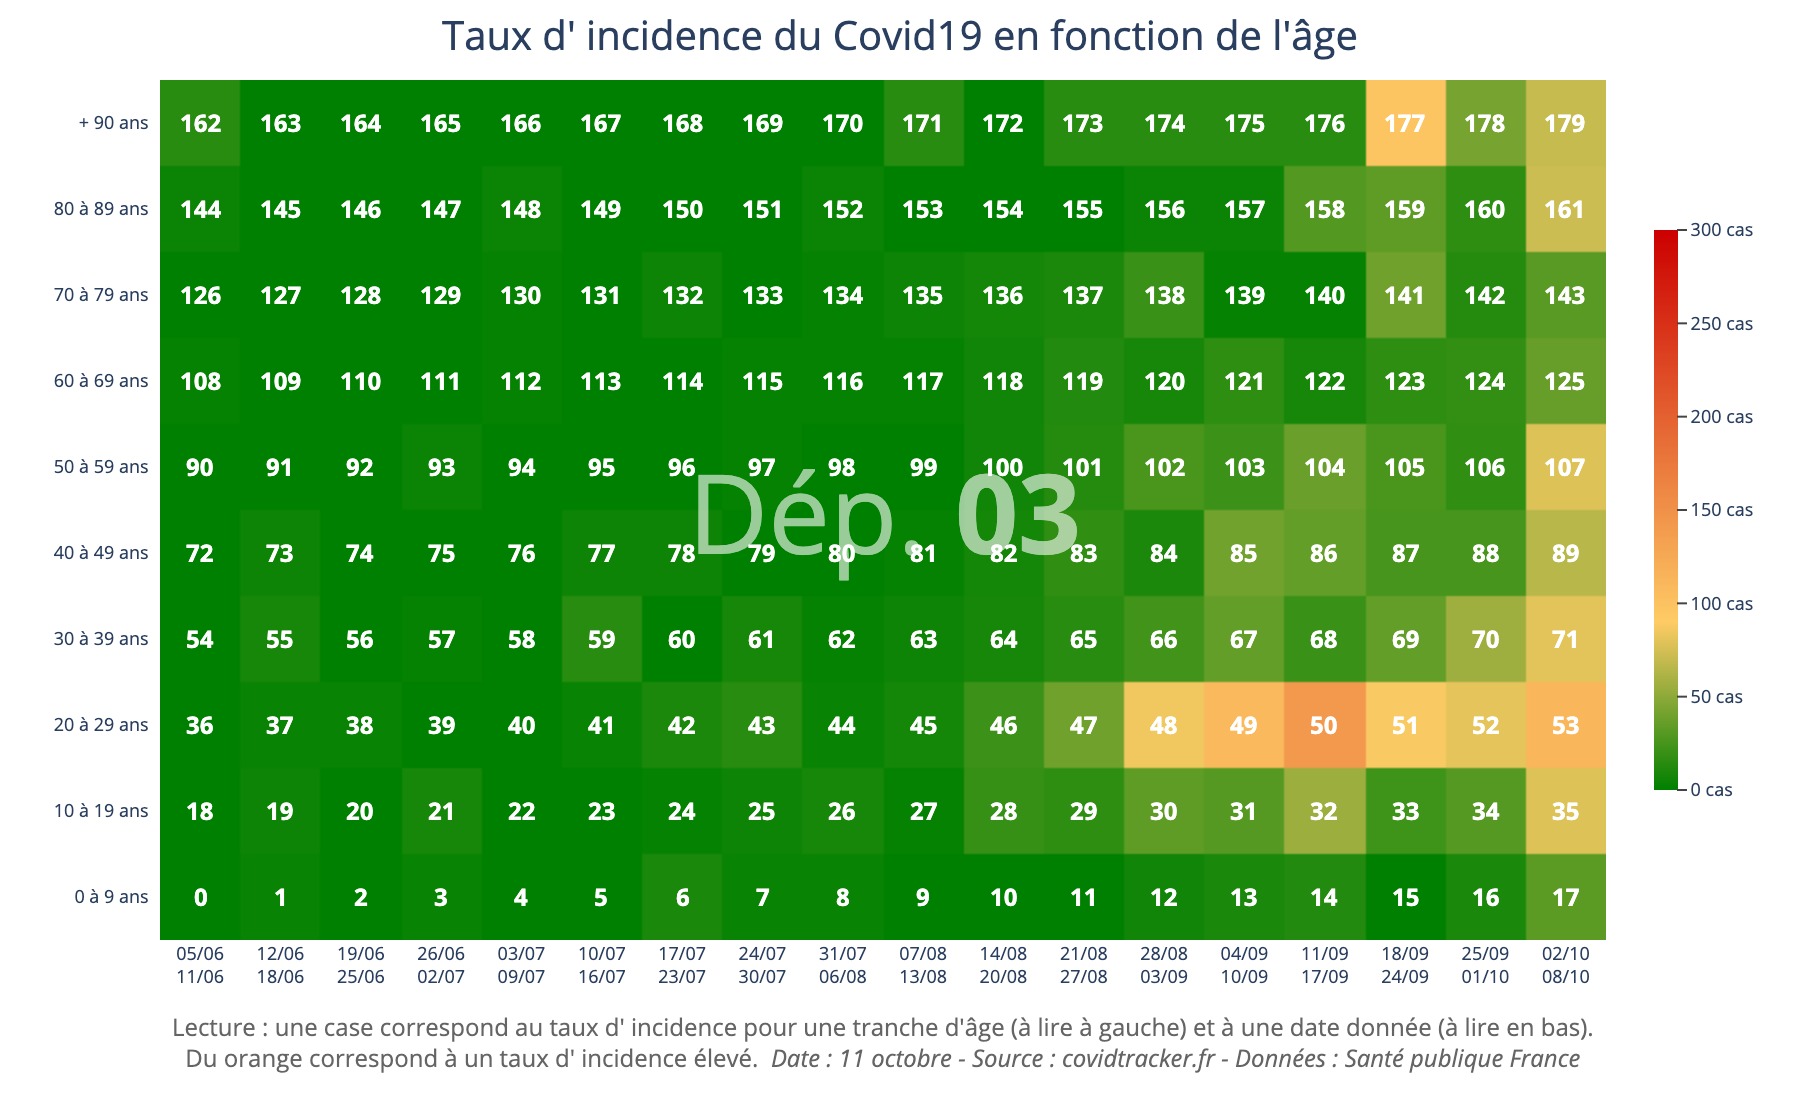 Taux d' incidence du Covid19 en fonction de l'âge
+ 90 ans 162 163 164 165 166 167 168 169 170 171 172 173 174 175 176 177 178 179
80 à 89 ans 144 145 146 147 148 149 150 151 152 153 154 155 156 157 158 159 160 161
70 à 79 ans 126 127 128 129 130 131 132 133 134 135 136 137 138 139 140 141 142 143
60 à 69 ans 108 109 110 111 112 113 114 115 116 117 118 119 120 121 122 123 124 125
50 à 59 ans 90 91 92 93 94 95 96 97 98 99 100 101 102 103 104 105 106 107
Dép. 03
40 à 49 ans 72 73 74 75 76 77 78 79 80 81 82 83 84 85 86 87 88 89
30 à 39 ans 54 55 56 57 58 59 60 61 62 63 64 65 66 67 68 69 70 71
20 à 29 ans 36 37 38 39 40 41 42 43 44 45 46 47 48 49 50 51 52 53
10 à 19 ans 18 19 20 21 22 23 24 25 26 27 28 29 30 31 32 33 34 35
0 à 9 ans 0 1 2 3 4 5 6 7 8 9 10 11 12 13 14 15 16 17
05/06 12/06 19/06 26/06 03/07 10/07 17/07 24/07 31/07 07/08 14/08 21/08 28/08 04/09 11/09 18/09 25/09 02/10
11/06 18/06 25/06 02/07 09/07 16/07 23/07 30/07 06/08 13/08 20/08 27/08 03/09 10/09 17/09 24/09 01/10 08/10
300 cas
250 cas
200 cas
150 cas
100 cas
50 cas
0 cas
Lecture : une case correspond au taux d' incidence pour une tranche d'âge (à lire à gauche) et à une date donnée (à lire en bas).
Du orange correspond à un taux d' incidence élevé. Date : 11 octobre - Source : covidtracker.fr - Données : Santé publique France